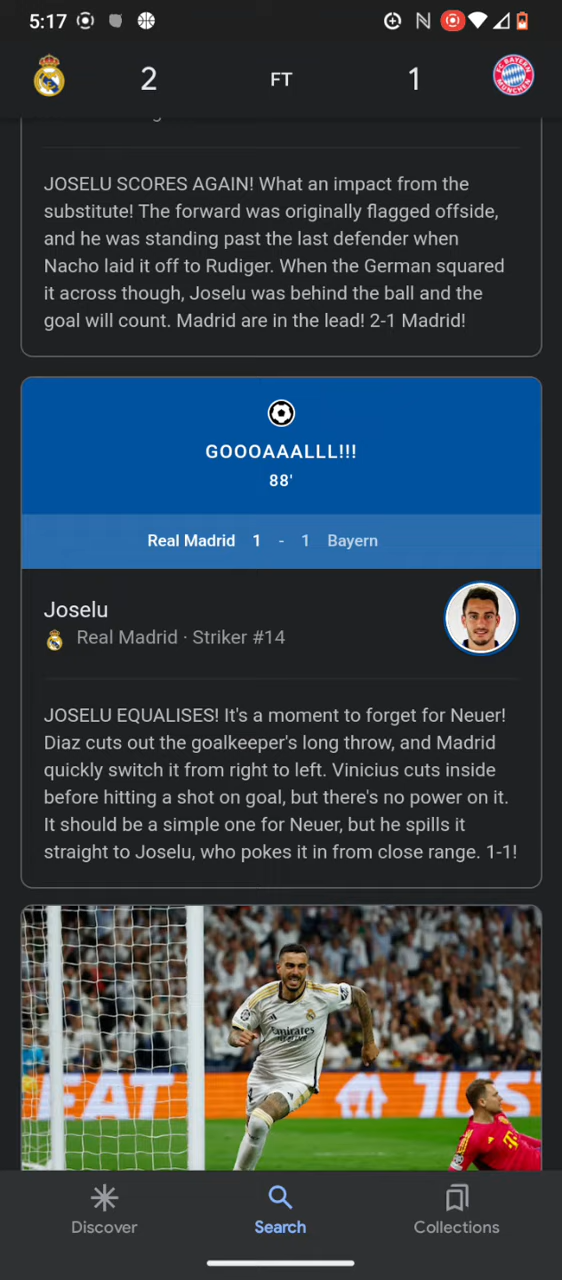 5:17
2 FT 1
JOSELU SCORES AGAIN! What an impact from the
substitute! The forward was originally flagged offside,
and he was standing past the last defender when
Nacho laid it off to Rudiger. When the German squared
it across though, Joselu was behind the ball and the
goal will count. Madrid are in the lead! 2-1 Madrid!
GOOOAAALLL!!!
88'
Real Madrid 1 - 1 Bayern
Joselu
Real Madrid · Striker #14
JOSELU EQUALISES! It's a moment to forget for Neuer!
Diaz cuts out the goalkeeper's long throw, and Madrid
quickly switch it from right to left. Vinicius cuts inside
before hitting a shot on goal, but there's no power on it.
It should be a simple one for Neuer, but he spills it
straight to Joselu, who pokes it in from close range. 1-1!
EAT JUS
Emirates
Discover Search Collections